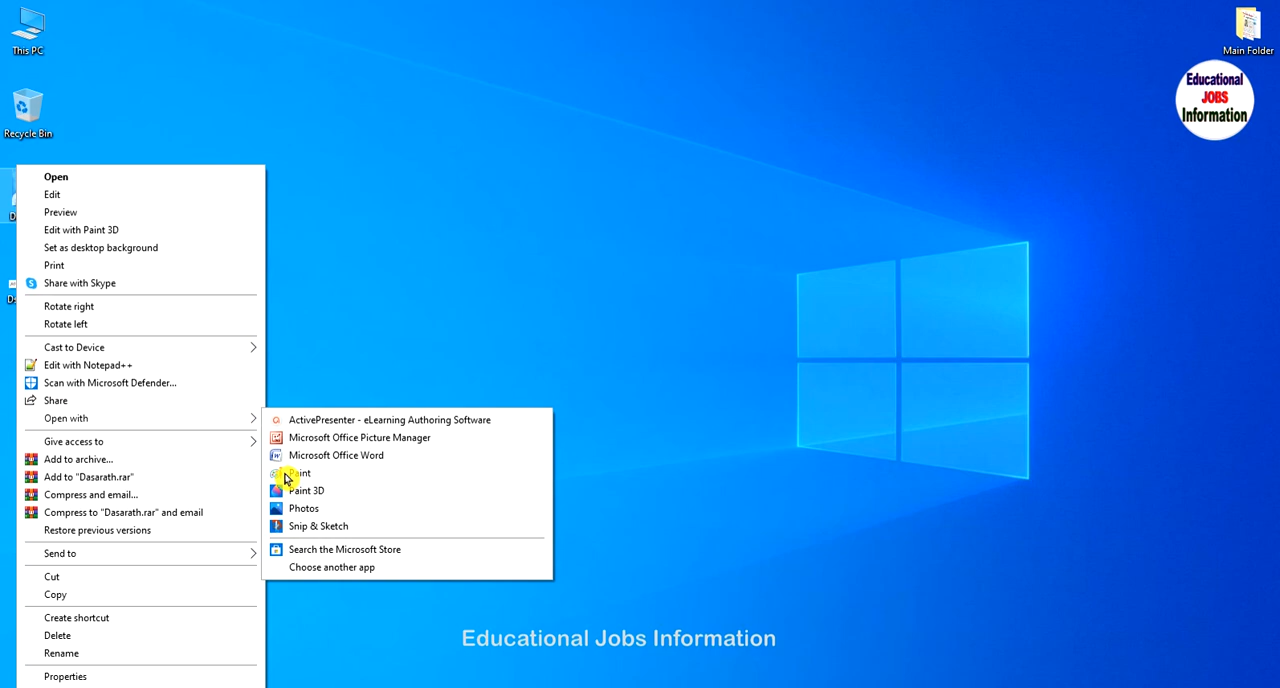 This PC
Main Folder
Educational
JOBS
Information
Recycle Bin
Open
Edit
Preview
Edit with Paint 3D
Set as desktop background
Print
Share with Skype
Rotate right
Rotate left
Cast to Device
Edit with Notepad++
Scan with Microsoft Defender...
Share
Open with
Give access to
Add to archive...
Add to "Dasarath.rar"
Compress and email...
Compress to "Dasarath.rar" and email
Restore previous versions
Send to
Cut
Copy
Create shortcut
Delete
Rename
Properties
ActivePresenter - eLearning Authoring Software
Microsoft Office Picture Manager
Microsoft Office Word
Paint
Paint 3D
Photos
Snip & Sketch
Search the Microsoft Store
Choose another app
Educational Jobs Information